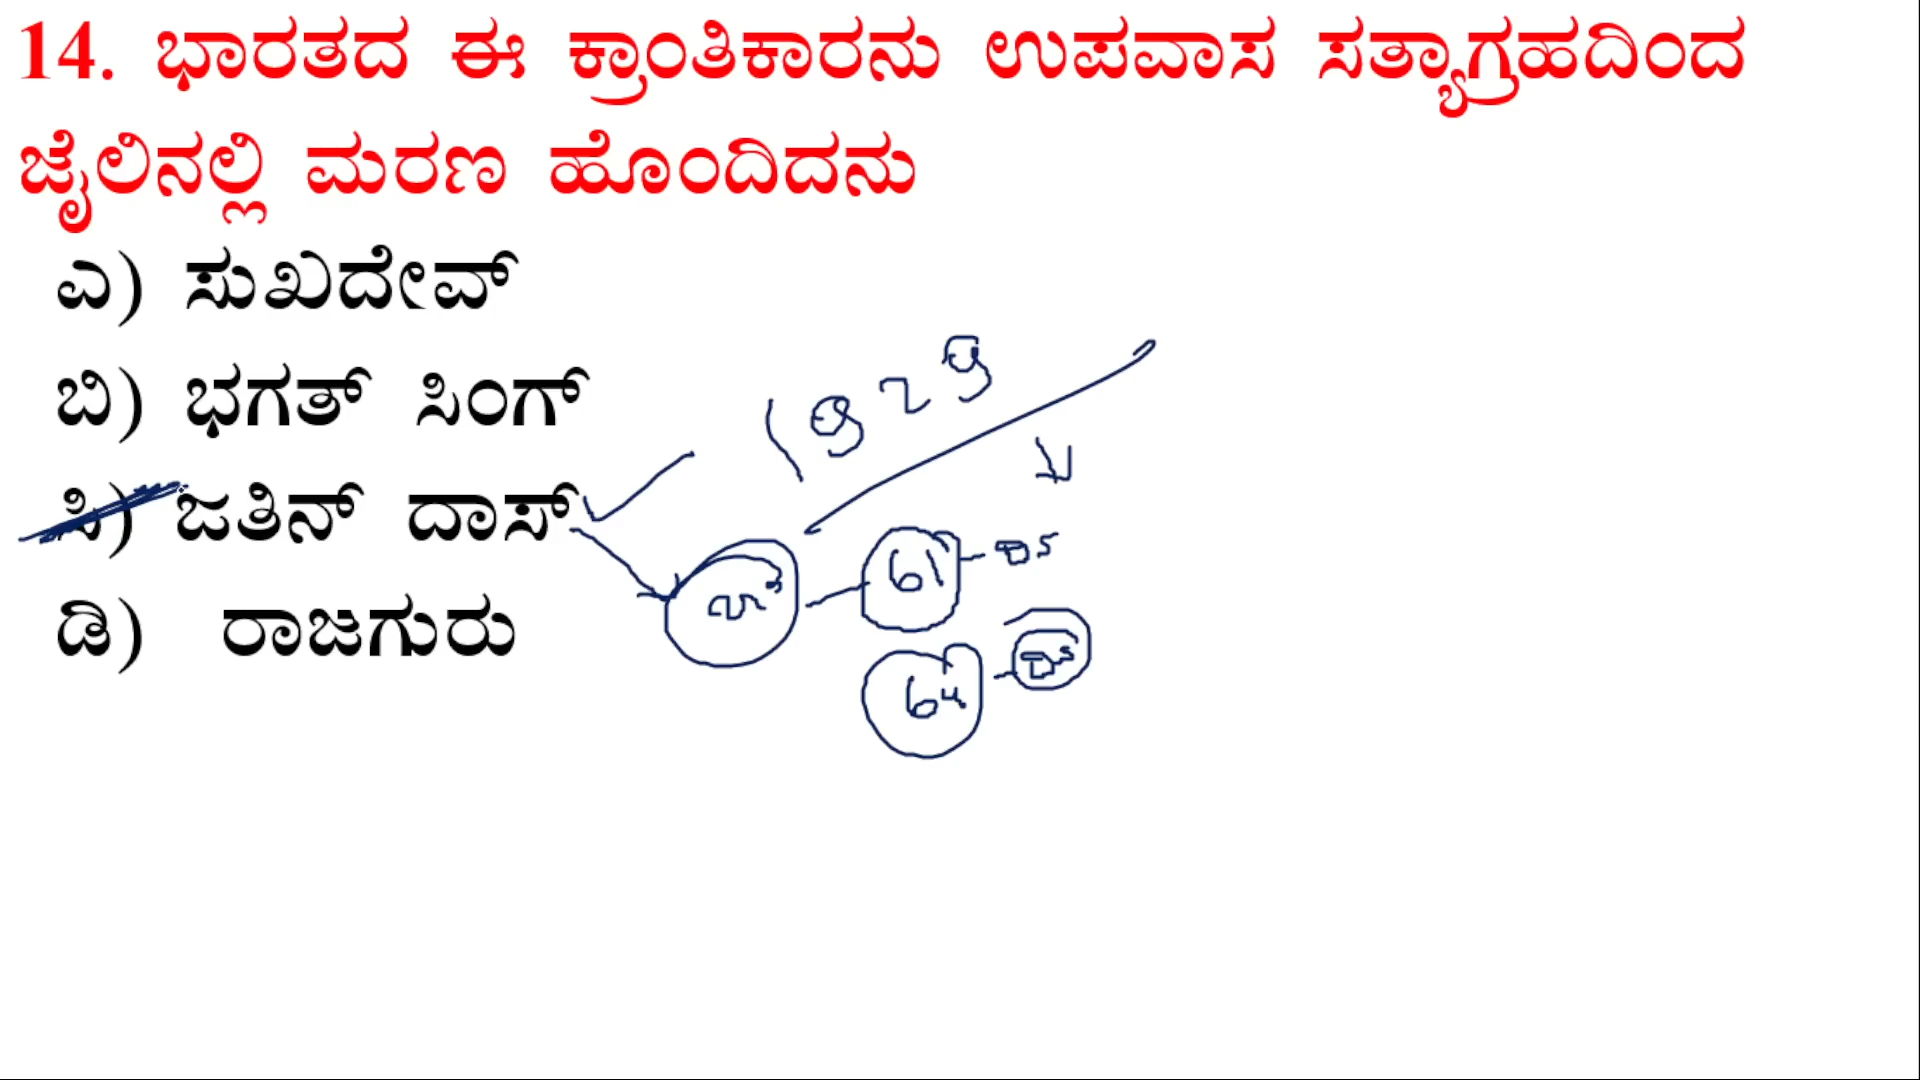 14. ಭಾರತದ ಈ ಕ್ರಾಂತಿಕಾರನು ಉಪವಾಸ ಸತ್ಯಾಗ್ರಹದಿಂದ
ಜೈಲಿನಲ್ಲಿ ಮರಣ ಹೊಂದಿದನು
ಎ) ಸುಖದೇವ್
ಬಿ) ಭಗತ್ ಸಿಂಗ್
1929
ಸಿ) ಜತಿನ್ ದಾಸ್
61
ಡಿ) ರಾಜಗುರು
64